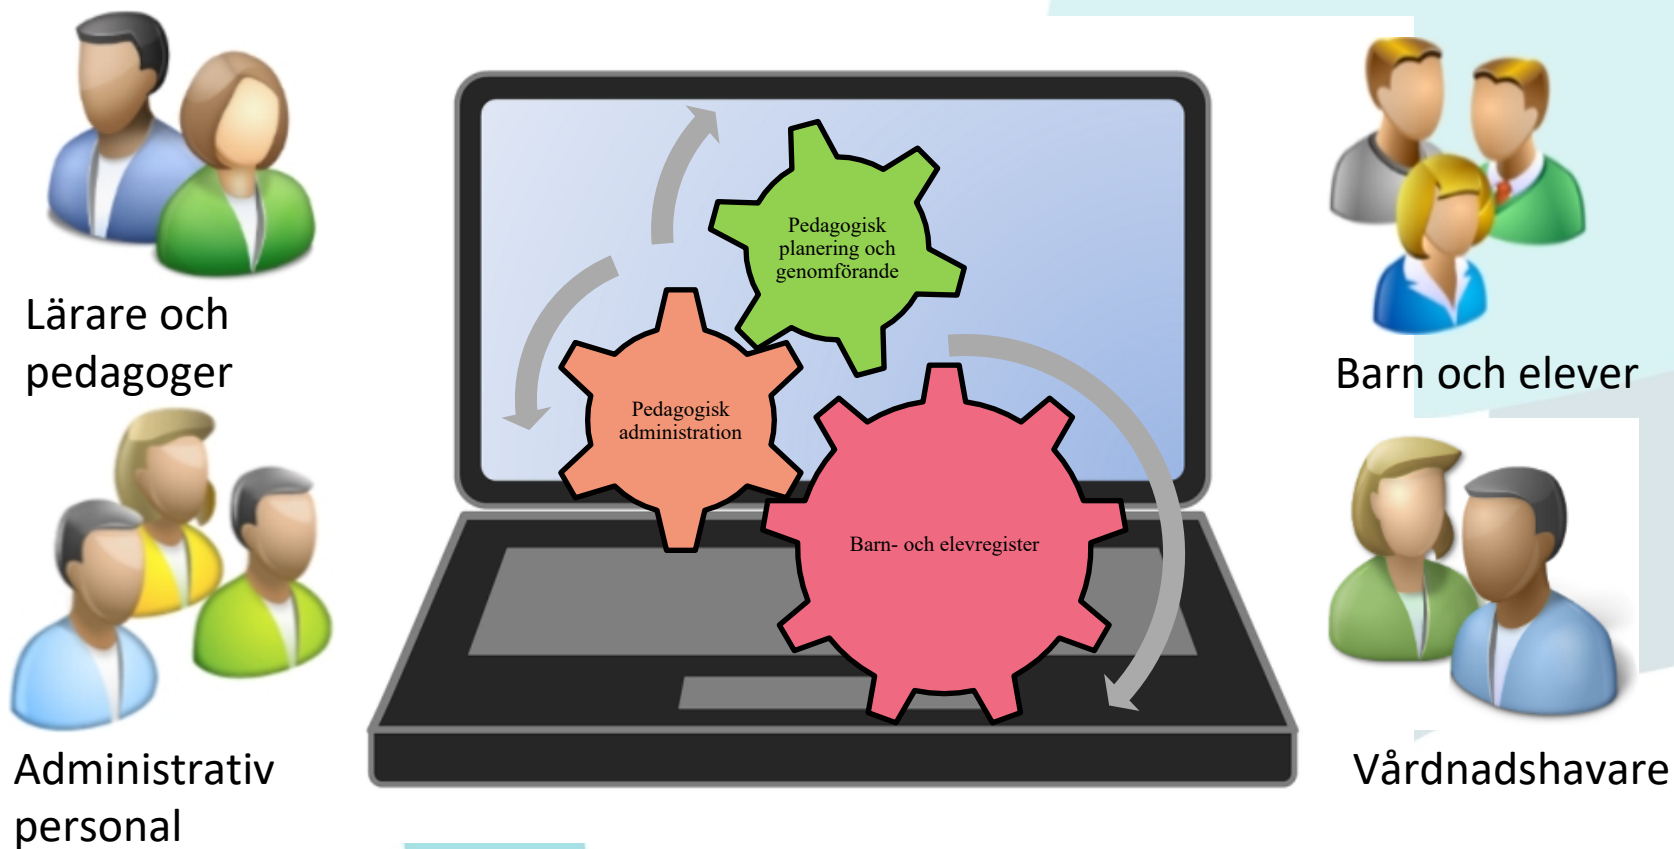 Lärare och
pedagoger
Administrativ
personal
Pedagogisk
planering och
genomförande
Pedagogisk
administration
Barn- och elevregister
Barn och elever
Vårdnadshavare